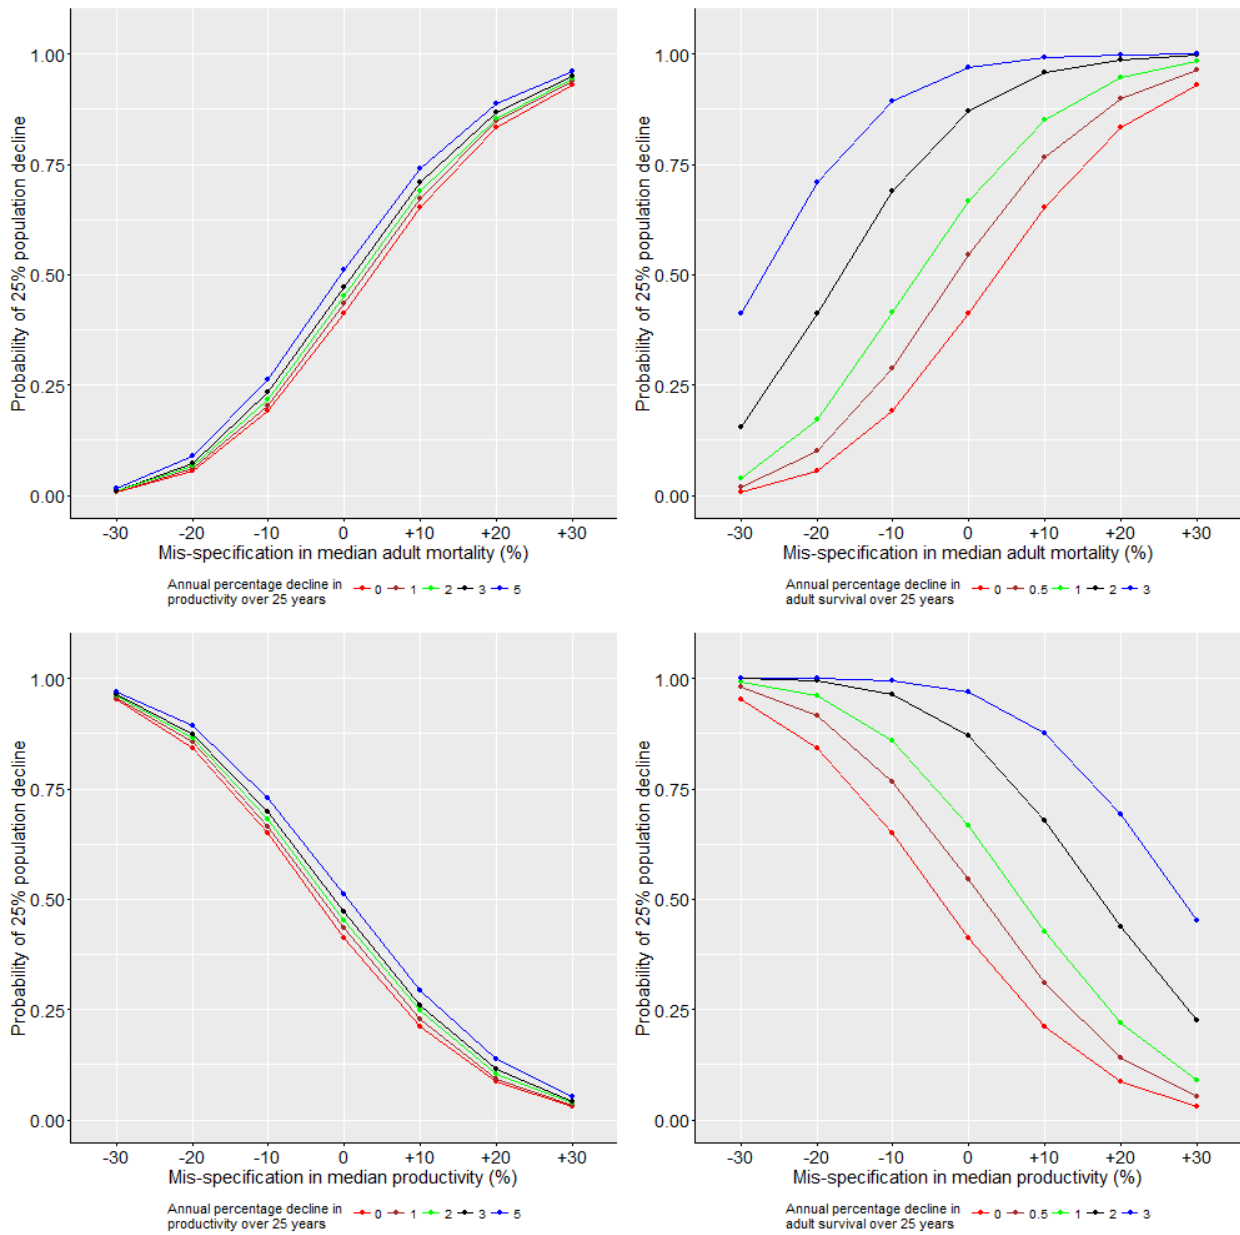 Probability of 25% population decline
1.00
0.75
0.50
0.25
0.00
-30 -20 -10 0 +10 +20 +30
Mis-specification in median adult mortality (%)
Annual percentage decline in
productivity over 25 years
0 1 2 3 5
Probability of 25% population decline
1.00
0.75
0.50
0.25
0.00
-30 -20 -10 0 +10 +20 +30
Mis-specification in median adult mortality (%)
Annual percentage decline in
adult survival over 25 years
0 0.5 1 2 3
Probability of 25% population decline
1.00
0.75
0.50
0.25
0.00
-30 -20 -10 0 +10 +20 +30
Mis-specification in median productivity (%)
Annual percentage decline in
productivity over 25 years
0 1 2 3 5
Probability of 25% population decline
1.00
0.75
0.50
0.25
0.00
-30 -20 -10 0 +10 +20 +30
Mis-specification in median productivity (%)
Annual percentage decline in
adult survival over 25 years
0 0.5 1 2 3